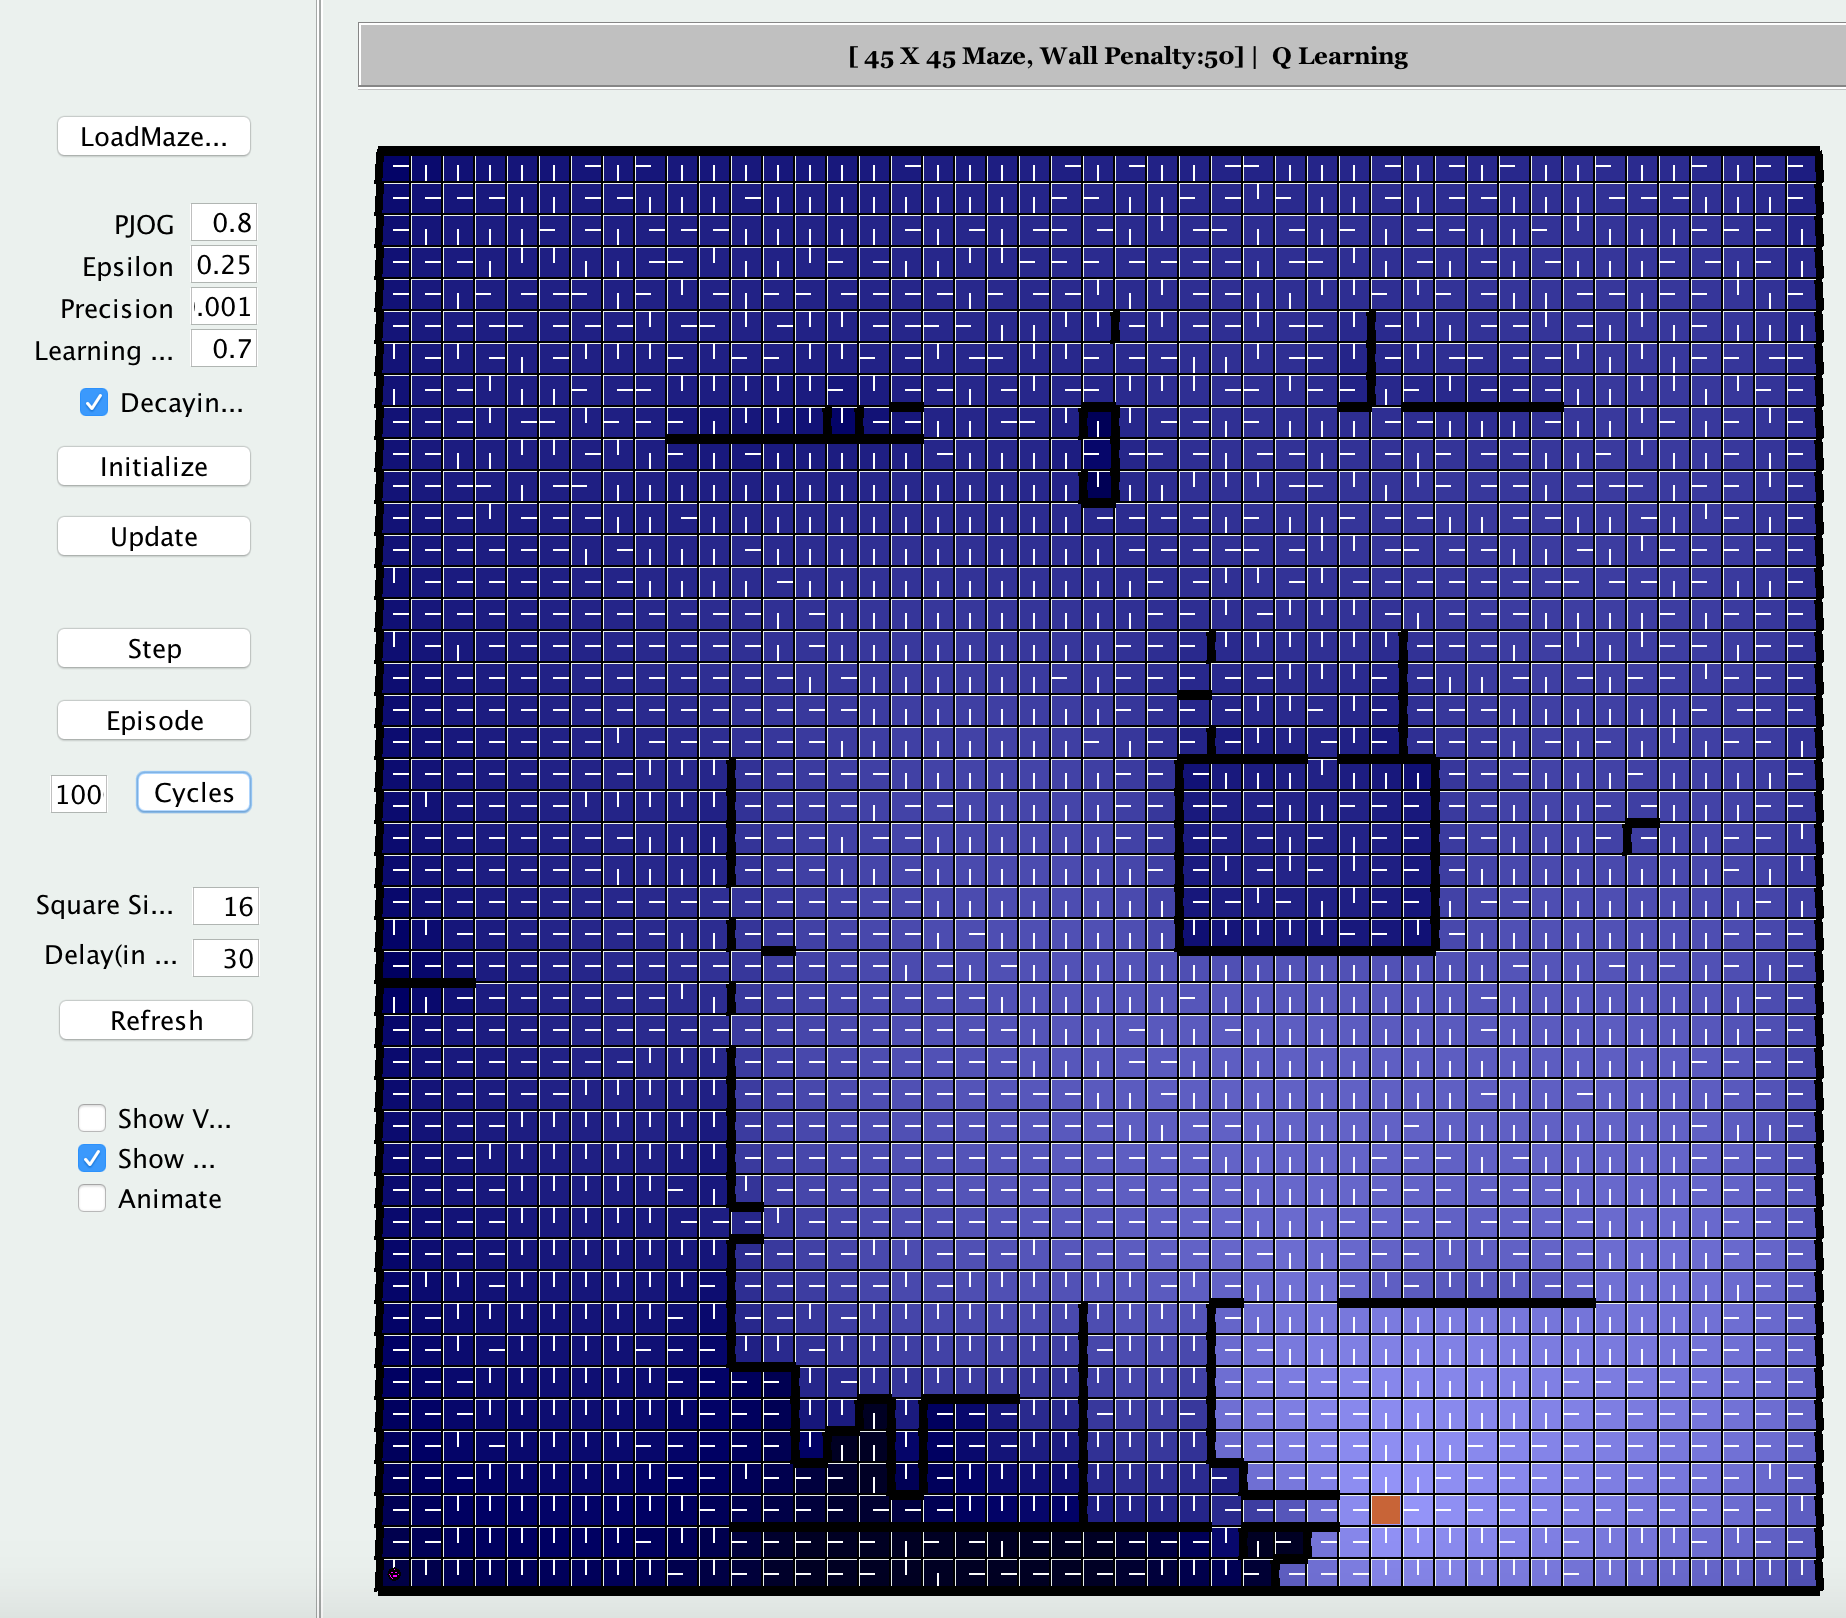 [ 45 X 45 Maze, Wall Penalty:50] | Q Learning
LoadMaze...
PJOG 0.8
Epsilon 0.25
Precision .001
Learning ... 0.7
Decayin...
Initialize
Update
Step
Episode
100 Cycles
Square Si... 16
Delay(in ... 30
Refresh
Show V...
Show ...
Animate